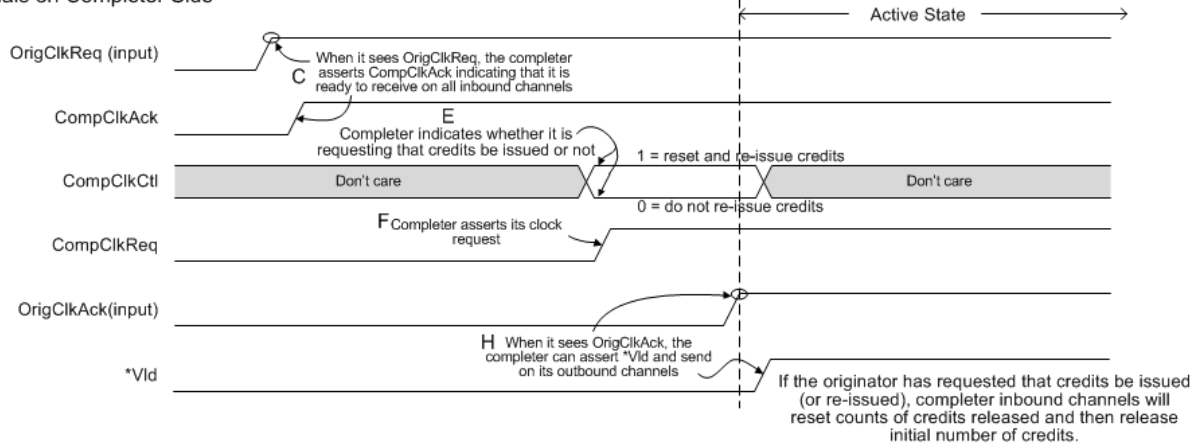 Active State
OrigClkReq (input)
When it sees OrigClkReq, the completer
C
asserts CompClkAck indicating that it is
ready to receive on all inbound channels
CompClkAck
E
Completer indicates whether it is
requesting that credits be issued or not
1 = reset and re-issue credits
CompClkCtl
Don't care
Don't care
0 = do not re-issue credits
F Completer asserts its clock
request
CompClkReq
OrigClkAck(input)
H When it sees OrigClkAck, the
completer can assert *Vld and send
on its outbound channels
*Vld
If the originator has requested that credits be issued
(or re-issued), completer inbound channels will
reset counts of credits released and then release
initial number of credits.